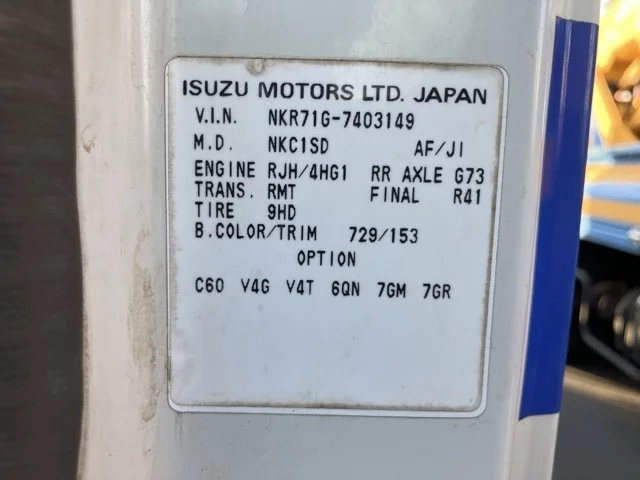 ISUZU MOTORS LTD. JAPAN
V.I.N. NKR71G-7403149
M.D. NKC1SD AF/JI
ENGINE RJH/4HG1 RR AXLE G73
TRANS. RMT FINAL R41
TIRE 9HD
B.COLOR/TRIM 729/153
OPTION
C60 V4G V4T 6QN 7GM 7GR